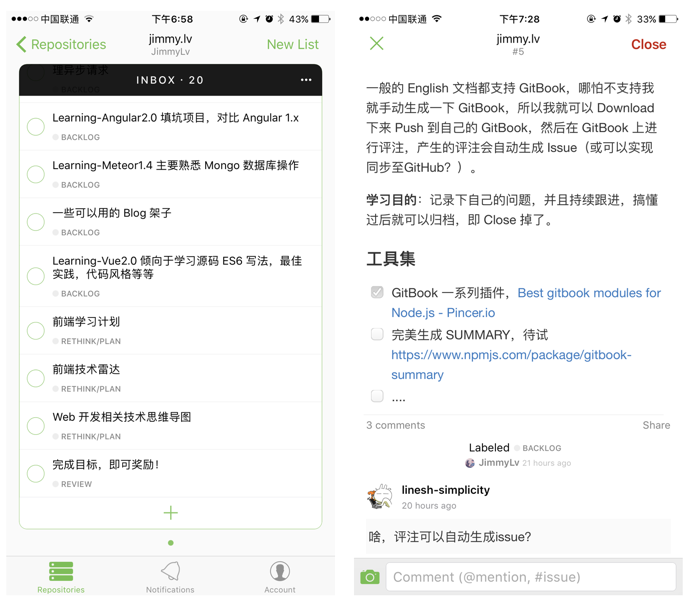 中国联通
下午6:58
43%
Repositories
jimmy.lv
JimmyLv
New List
理异步请求
INBOX · 20
Learning-Angular2.0 填坑项目，对比 Angular 1.x
BACKLOG
Learning-Meteor1.4 主要熟悉 Mongo 数据库操作
BACKLOG
一些可以用的 Blog 架子
BACKLOG
Learning-Vue2.0 倾向于学习源码 ES6 写法，最佳
实践，代码风格等等
BACKLOG
前端学习计划
RETHINK/PLAN
前端技术雷达
RETHINK/PLAN
Web 开发相关技术思维导图
RETHINK/PLAN
完成目标，即可奖励！
REVIEW
Repositories
Notifications
Account
中国联通
下午7:28
33%
jimmy.lv
#5
Close
一般的 English 文档都支持 GitBook，哪怕不支持我
就手动生成一下 GitBook，所以我就可以 Download
下来 Push 到自己的 GitBook，然后在 GitBook 上进
行评注，产生的评注会自动生成 Issue（或可以实现
同步至GitHub？）。
学习目的：记录下自己的问题，并且持续跟进，搞懂
过后就可以归档，即 Close 掉了。
工具集
GitBook 一系列插件，Best gitbook modules for
Node.js - Pincer.io
完美生成 SUMMARY，待试
https://www.npmjs.com/package/gitbook-
summary
....
3 comments
Share
Labeled BACKLOG
JimmyLv 21 hours ago
linesh-simplicity
20 hours ago
啥，评注可以自动生成issue?
Comment (@mention, #issue)